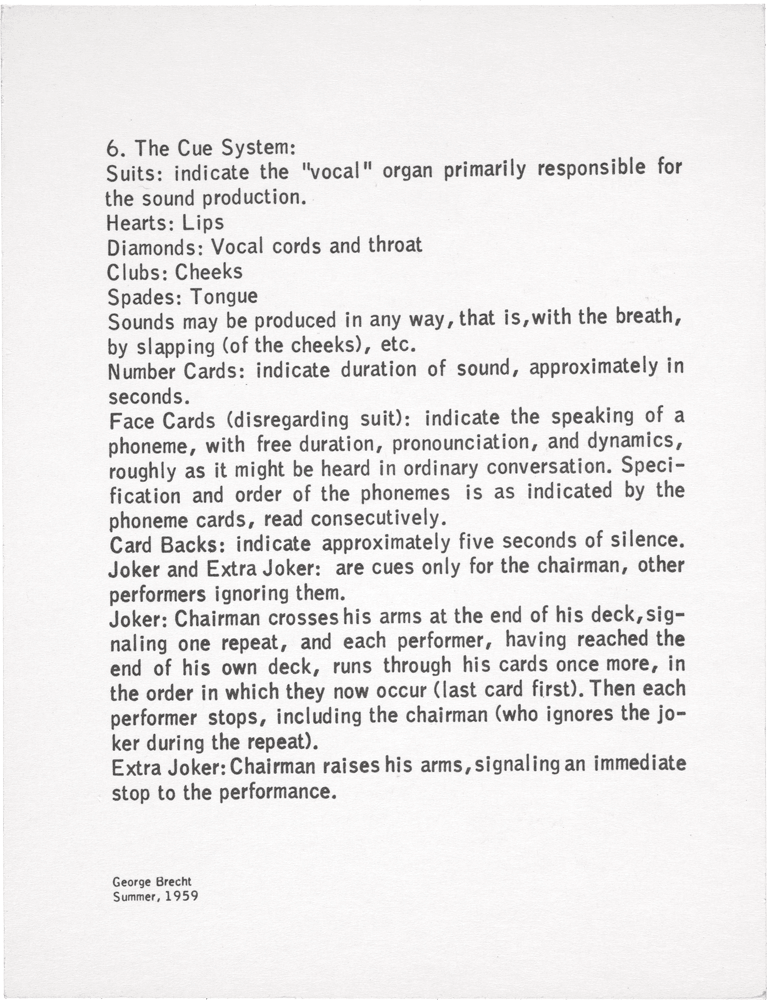 6. The Cue System:
Suits: indicate the "vocal" organ primarily responsible for
the sound production.
Hearts: Lips
Diamonds: Vocal cords and throat
Clubs: Cheeks
Spades: Tongue
Sounds may be produced in any way, that is, with the breath,
by slapping (of the cheeks), etc.
Number Cards: indicate duration of sound, approximately in
seconds.
Face Cards (disregarding suit): indicate the speaking of a
phoneme, with free duration, pronounciation, and dynamics,
roughly as it might be heard in ordinary conversation. Speci-
fication and order of the phonemes is as indicated by the
phoneme cards, read consecutively.
Card Backs: indicate approximately five seconds of silence.
Joker and Extra Joker: are cues only for the chairman, other
performers ignoring them.
Joker: Chairman crosses his arms at the end of his deck, sig-
naling one repeat, and each performer, having reached the
end of his own deck, runs through his cards once more, in
the order in which they now occur (last card first). Then each
performer stops, including the chairman (who ignores the jo-
ker during the repeat).
Extra Joker: Chairman raises his arms, signaling an immediate
stop to the performance.
George Brecht
Summer, 1959